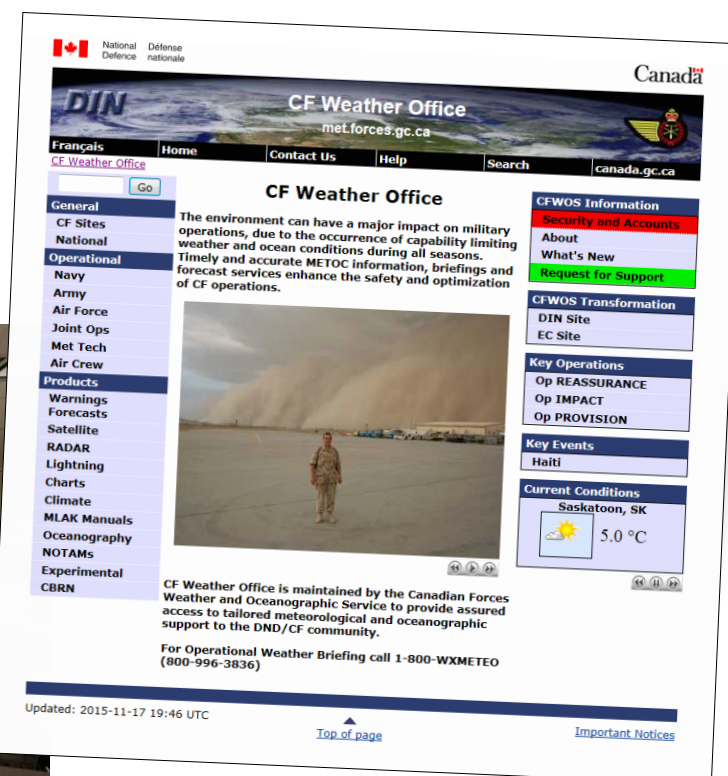 National Défense
Defence nationale
Canada
DIN
CF Weather Office
met.forces.gc.ca
Français Home Contact Us Help Search canada.gc.ca
CF Weather Office
Go
General
CF Sites
National
Operational
Navy
Army
Air Force
Joint Ops
Met Tech
Air Crew
Products
Warnings
Forecasts
Satellite
RADAR
Lightning
Charts
Climate
MLAK Manuals
Oceanography
NOTAMs
Experimental
CBRN
CF Weather Office
The environment can have a major impact on military
operations, due to the occurrence of capability limiting
weather and ocean conditions during all seasons.
Timely and accurate METOC information, briefings and
forecast services enhance the safety and optimization
of CF operations.
CF Weather Office is maintained by the Canadian Forces
Weather and Oceanographic Service to provide assured
access to tailored meteorological and oceanographic
support to the DND/CF community.
For Operational Weather Briefing call 1-800-WXMETEO
(800-996-3836)
CFWOS Information
Security and Accounts
About
What's New
Request for Support
CFWOS Transformation
DIN Site
EC Site
Key Operations
Op REASSURANCE
Op IMPACT
Op PROVISION
Key Events
Haiti
Current Conditions
Saskatoon, SK
5.0 °C
Updated: 2015-11-17 19:46 UTC
Top of page
Important Notices